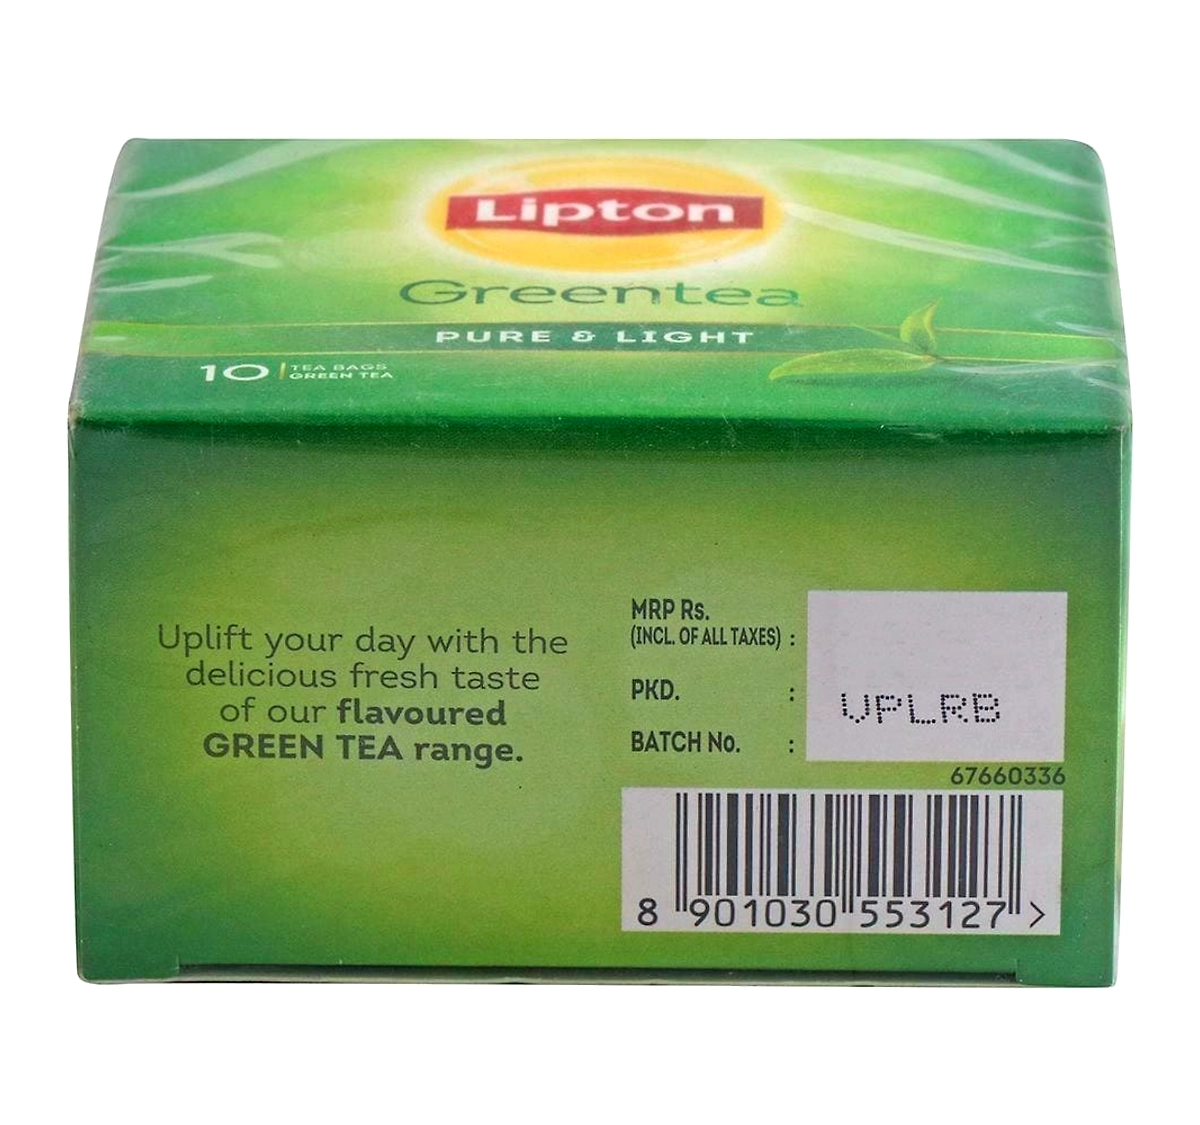 Lipton
Greentea
PURE & LIGHT
10 TEA BAGS
GREEN TEA
Uplift your day with the
delicious fresh taste
of our flavoured
GREEN TEA range.
MRP Rs.
(INCL. OF ALL TAXES) :
PKD. :
UPLRB
BATCH No. :
67660336
8 901030 553127 >